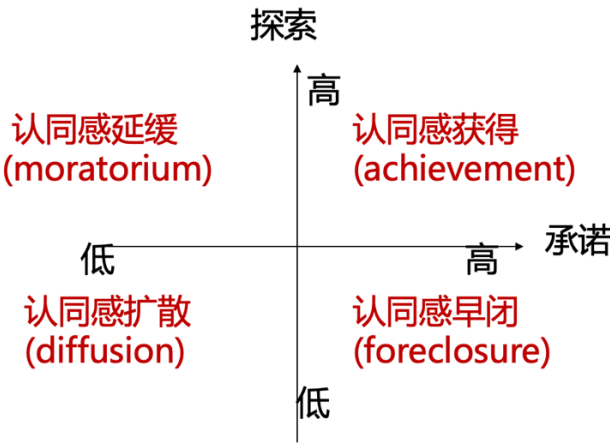 探索
高
认同感延缓
(moratorium)
认同感获得
(achievement)
低
高
承诺
认同感扩散
(diffusion)
认同感早闭
(foreclosure)
低